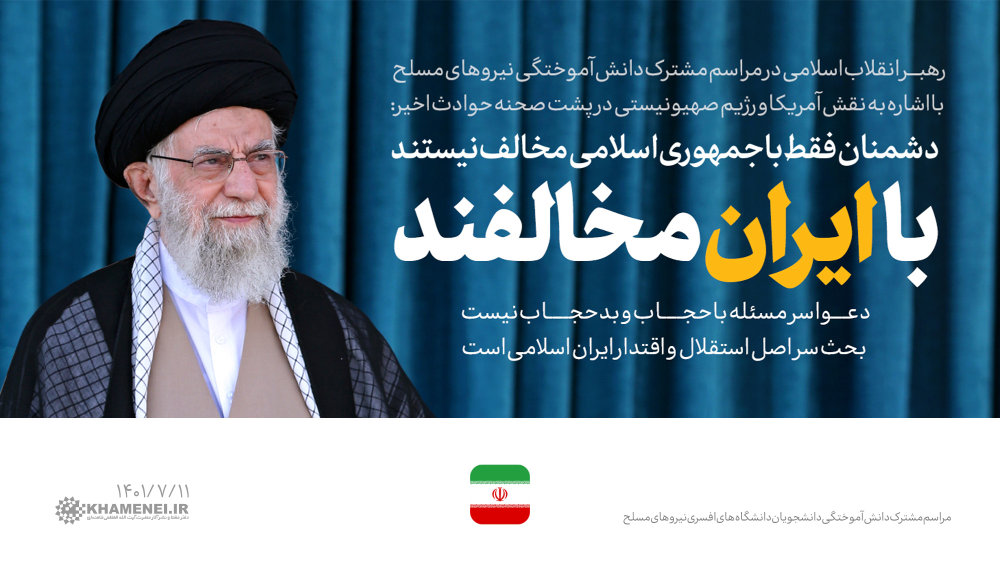 رهبر انقلاب اسلامی در مراسم مشترک دانش‌آموختگی نیروهای مسلح
با اشاره به نقش آمریکا و رژیم صهیونیستی در پشت صحنه حوادث اخیر:
دشمنان فقط با جمهوری اسلامی مخالف نیستند
با ایران مخالفند
دعوا سر مسئله با حجاب و بدحجاب نیست
بحث سر اصل استقلال و اقتدار ایران اسلامی است
مراسم مشترک دانش‌آموختگی دانشجویان دانشگاه‌های افسری نیروهای مسلح
۱۴۰۱/۷/۱۱
KHAMENEI.IR
دفتر حفظ و نشر آثار حضرت آیت الله العظمی خامنه‌ای